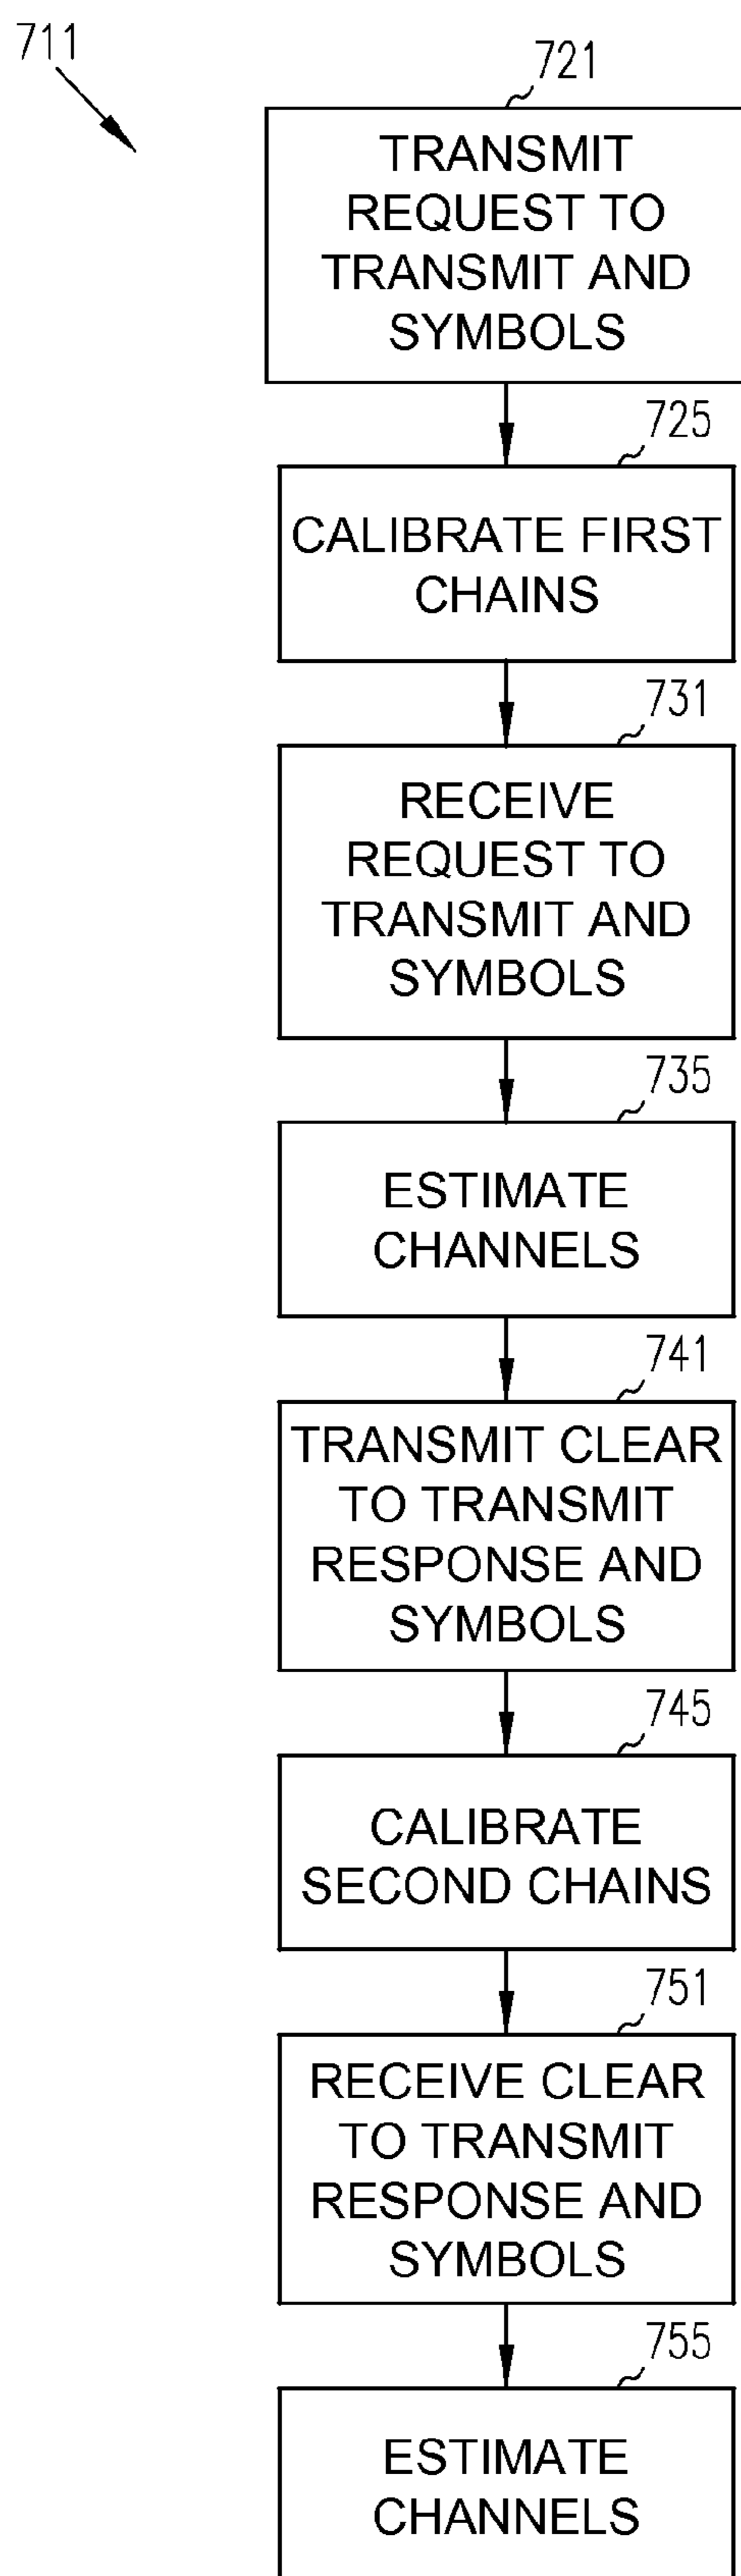 711
721
TRANSMIT
REQUEST TO
TRANSMIT AND
SYMBOLS
725
CALIBRATE FIRST
CHAINS
731
RECEIVE
REQUEST TO
TRANSMIT AND
SYMBOLS
735
ESTIMATE
CHANNELS
741
TRANSMIT CLEAR
TO TRANSMIT
RESPONSE AND
SYMBOLS
745
CALIBRATE
SECOND CHAINS
751
RECEIVE CLEAR
TO TRANSMIT
RESPONSE AND
SYMBOLS
755
ESTIMATE
CHANNELS